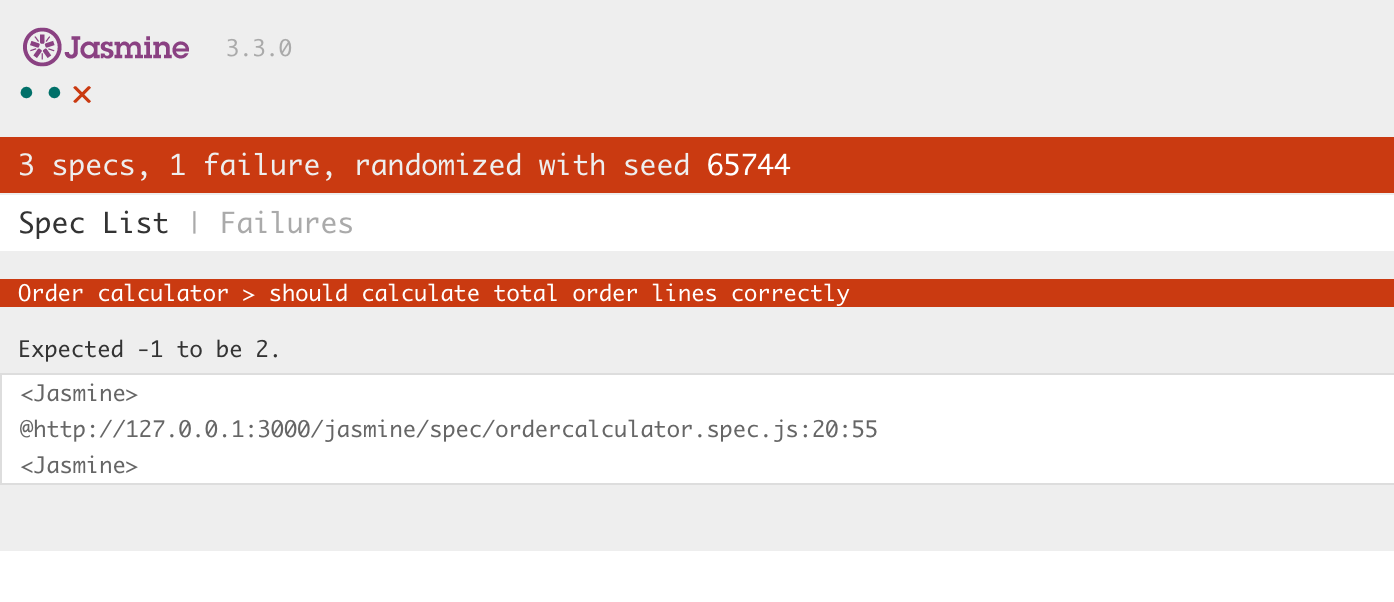 Jasmine 3.3.0
• • ×
3 specs, 1 failure, randomized with seed 65744
Spec List | Failures
Order calculator > should calculate total order lines correctly
Expected -1 to be 2.
<Jasmine>
@http://127.0.0.1:3000/jasmine/spec/ordercalculator.spec.js:20:55
<Jasmine>